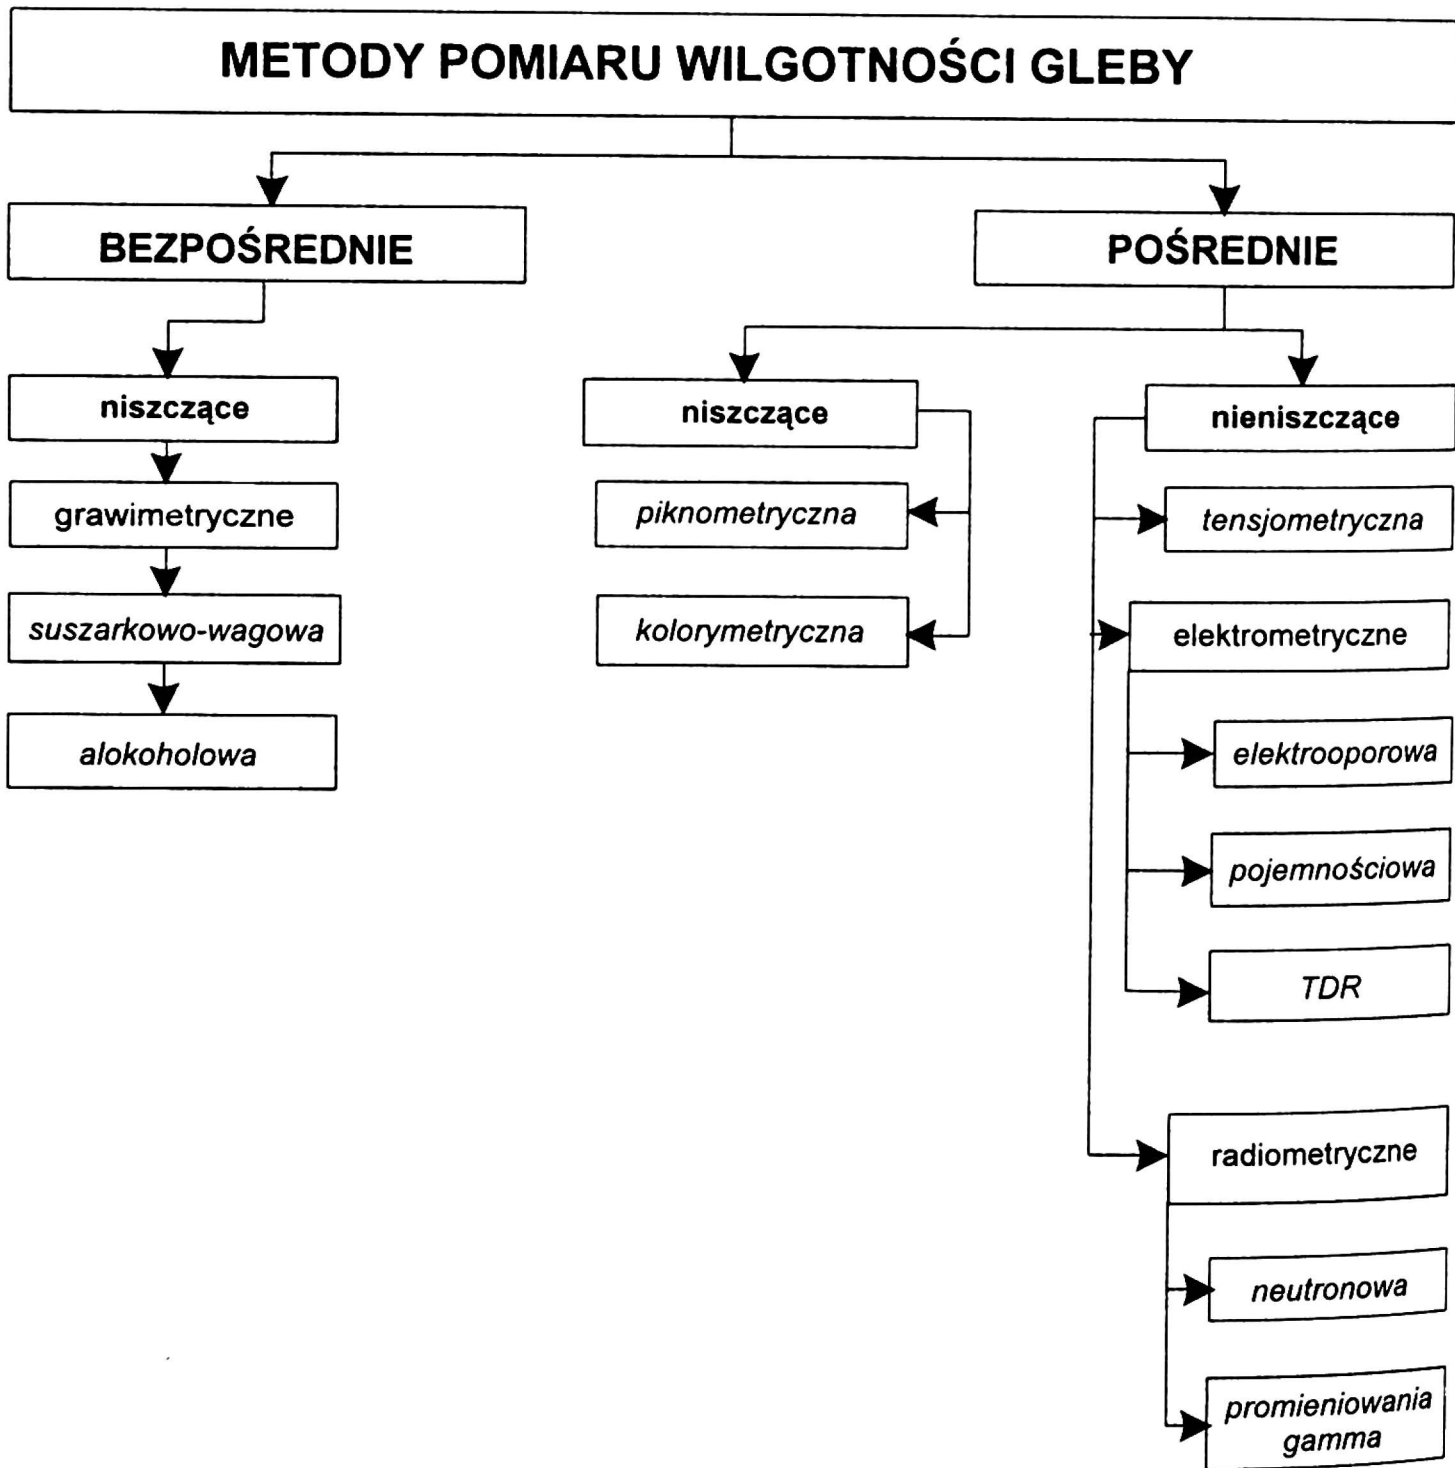 METODY POMIARU WILGOTNOŚCI GLEBY
BEZPOŚREDNIE
niszczące
grawimetryczne
suszarkowo-wagowa
alokoholowa
POŚREDNIE
niszczące
piknometryczna
kolorymetryczna
nieniszczące
tensjometryczna
elektrometryczne
elektrooporowa
pojemnościowa
TDR
radiometryczne
neutronowa
promieniowania
gamma